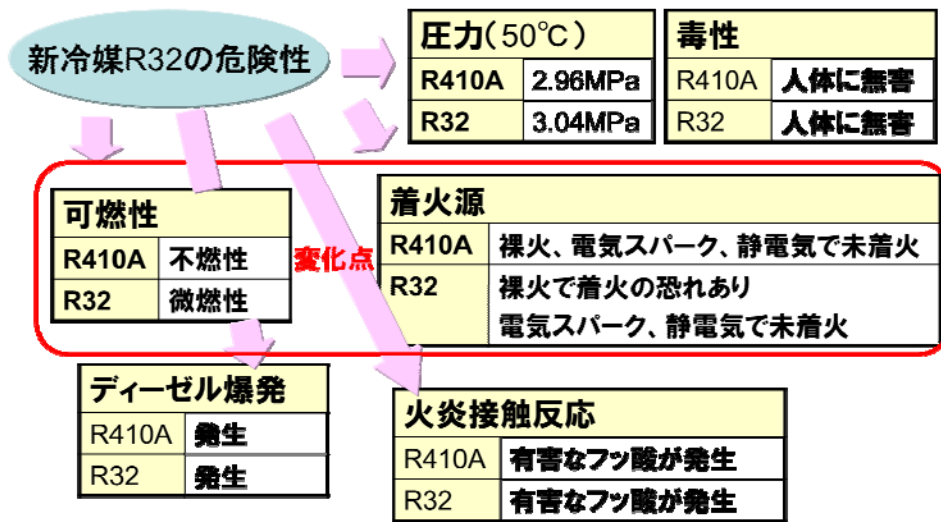 新冷媒R32の危険性
圧力(50℃)
R410A 2.96MPa
R32 3.04MPa
毒性
R410A 人体に無害
R32 人体に無害
可燃性
R410A 不燃性
R32 微燃性
変化点
着火源
R410A 裸火、電気スパーク、静電気で未着火
R32 裸火で着火の恐れあり
電気スパーク、静電気で未着火
ディーゼル爆発
R410A 発生
R32 発生
火炎接触反応
R410A 有害なフッ酸が発生
R32 有害なフッ酸が発生